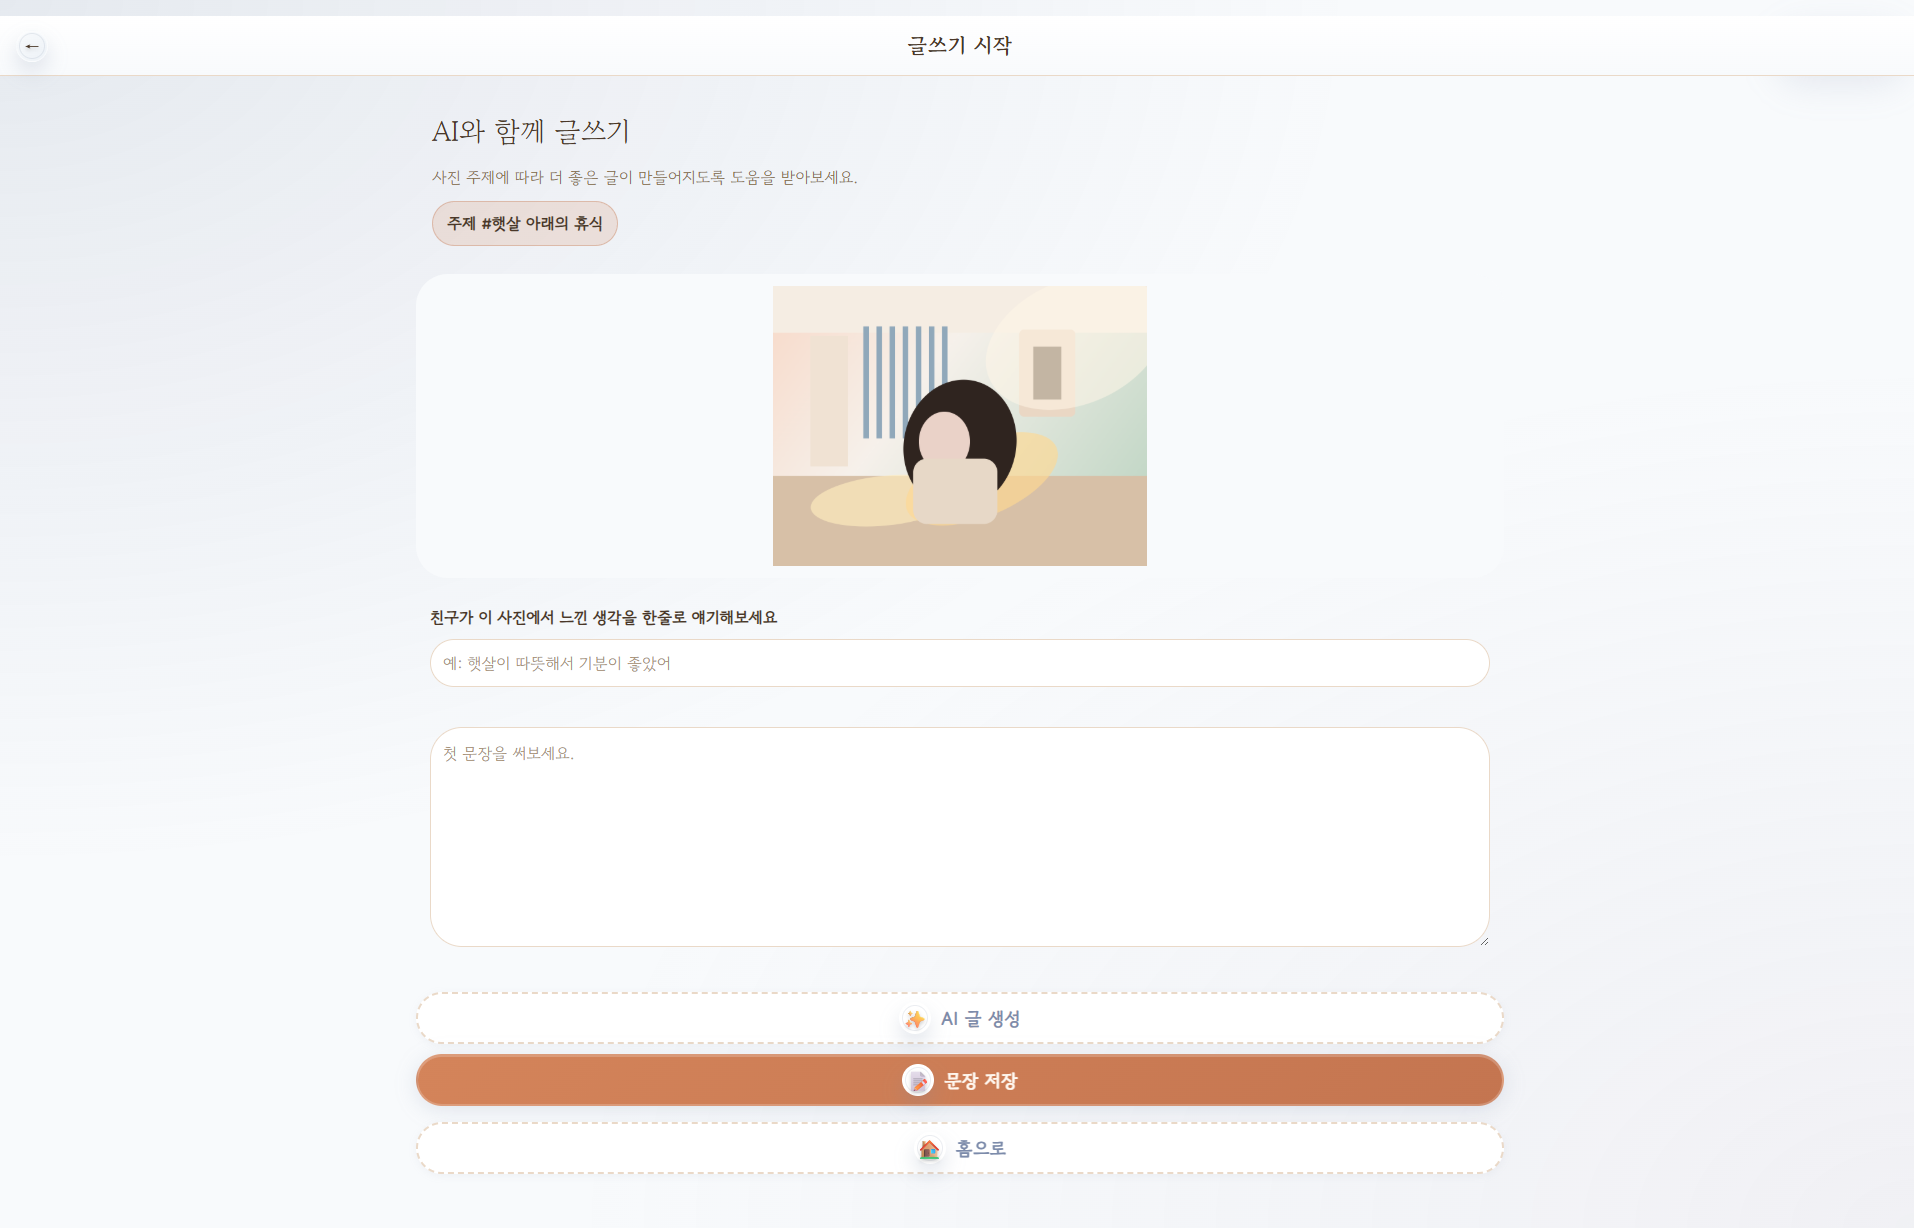 ←
글쓰기 시작
AI와 함께 글쓰기
사진 주제에 따라 더 좋은 글이 만들어지도록 도움을 받아보세요.
주제 #햇살 아래의 휴식
친구가 이 사진에서 느낀 생각을 한줄로 얘기해보세요
예: 햇살이 따뜻해서 기분이 좋았어
첫 문장을 써보세요.
AI 글 생성
문장 저장
홈으로